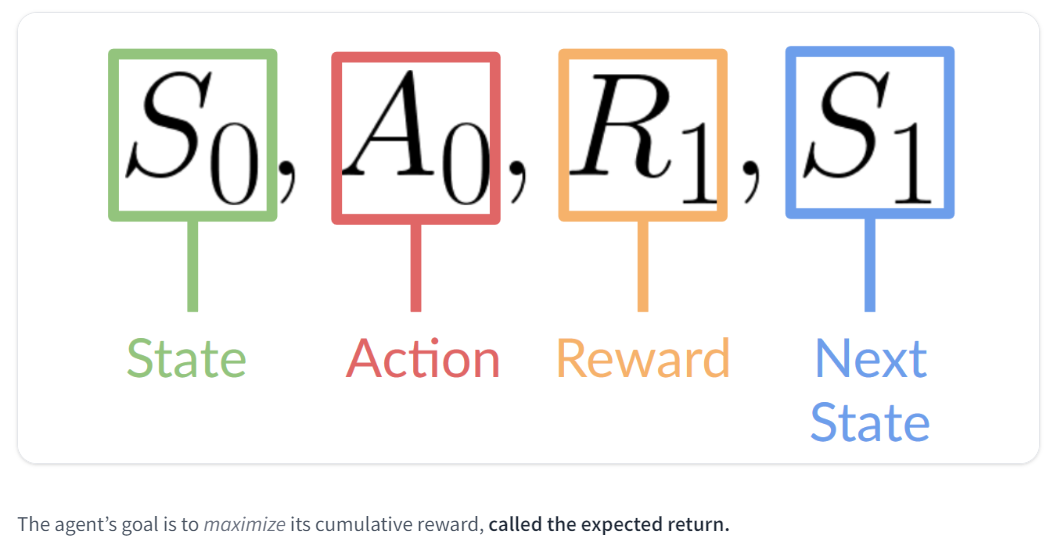 S₀, A₀, R₁, S₁
State Action Reward Next
State
The agent’s goal is to maximize its cumulative reward, called the expected return.